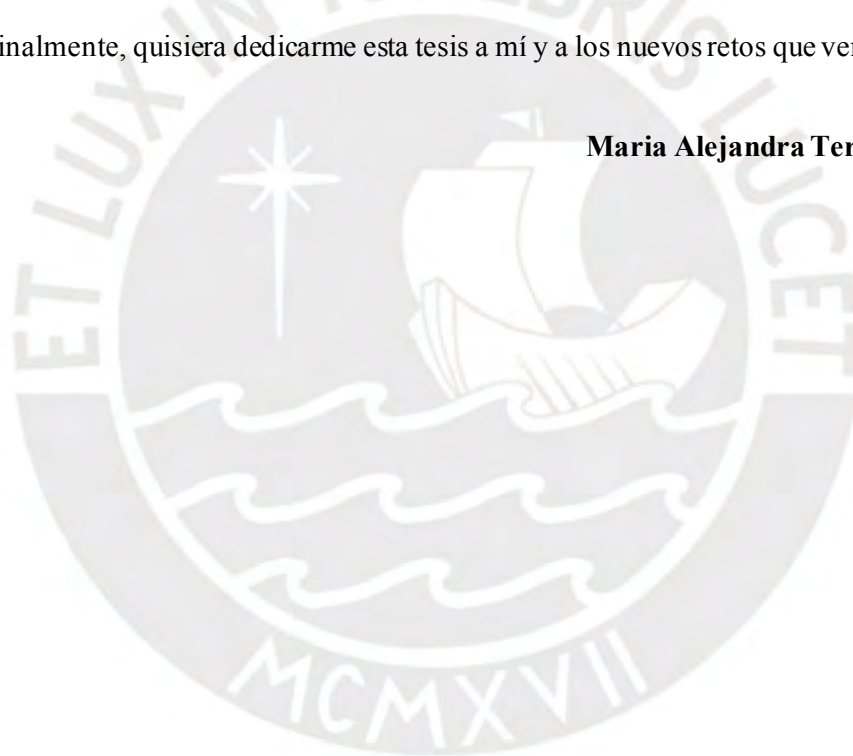 ET LUX IN TENEBRIS LUCET
inalmente, quisiera dedicarme esta tesis a mí y a los nuevos retos que ver
Maria Alejandra Ter
MCMXVII